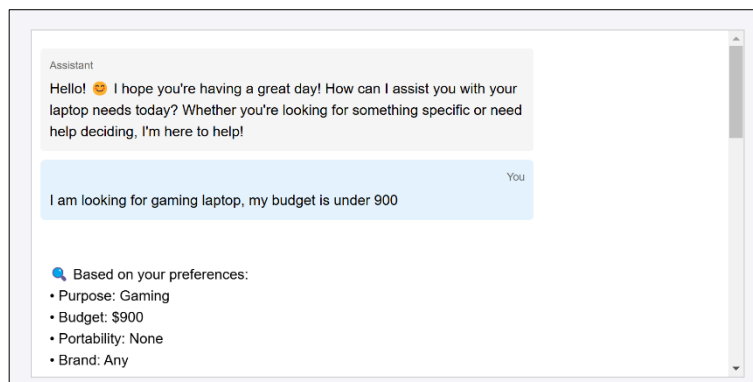 Assistant
Hello! 😊 I hope you're having a great day! How can I assist you with your
laptop needs today? Whether you're looking for something specific or need
help deciding, I'm here to help!
You
I am looking for gaming laptop, my budget is under 900
🔍 Based on your preferences:
• Purpose: Gaming
• Budget: $900
• Portability: None
• Brand: Any